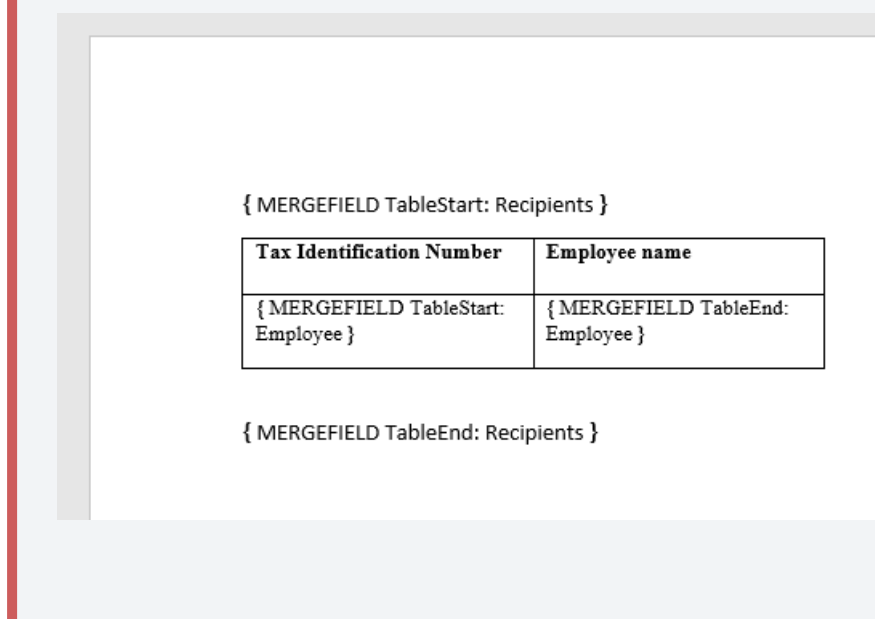 { MERGEFIELD TableStart: Recipients }
Tax Identification Number Employee name
{ MERGEFIELD TableStart: { MERGEFIELD TableEnd:
Employee } Employee }
{ MERGEFIELD TableEnd: Recipients }